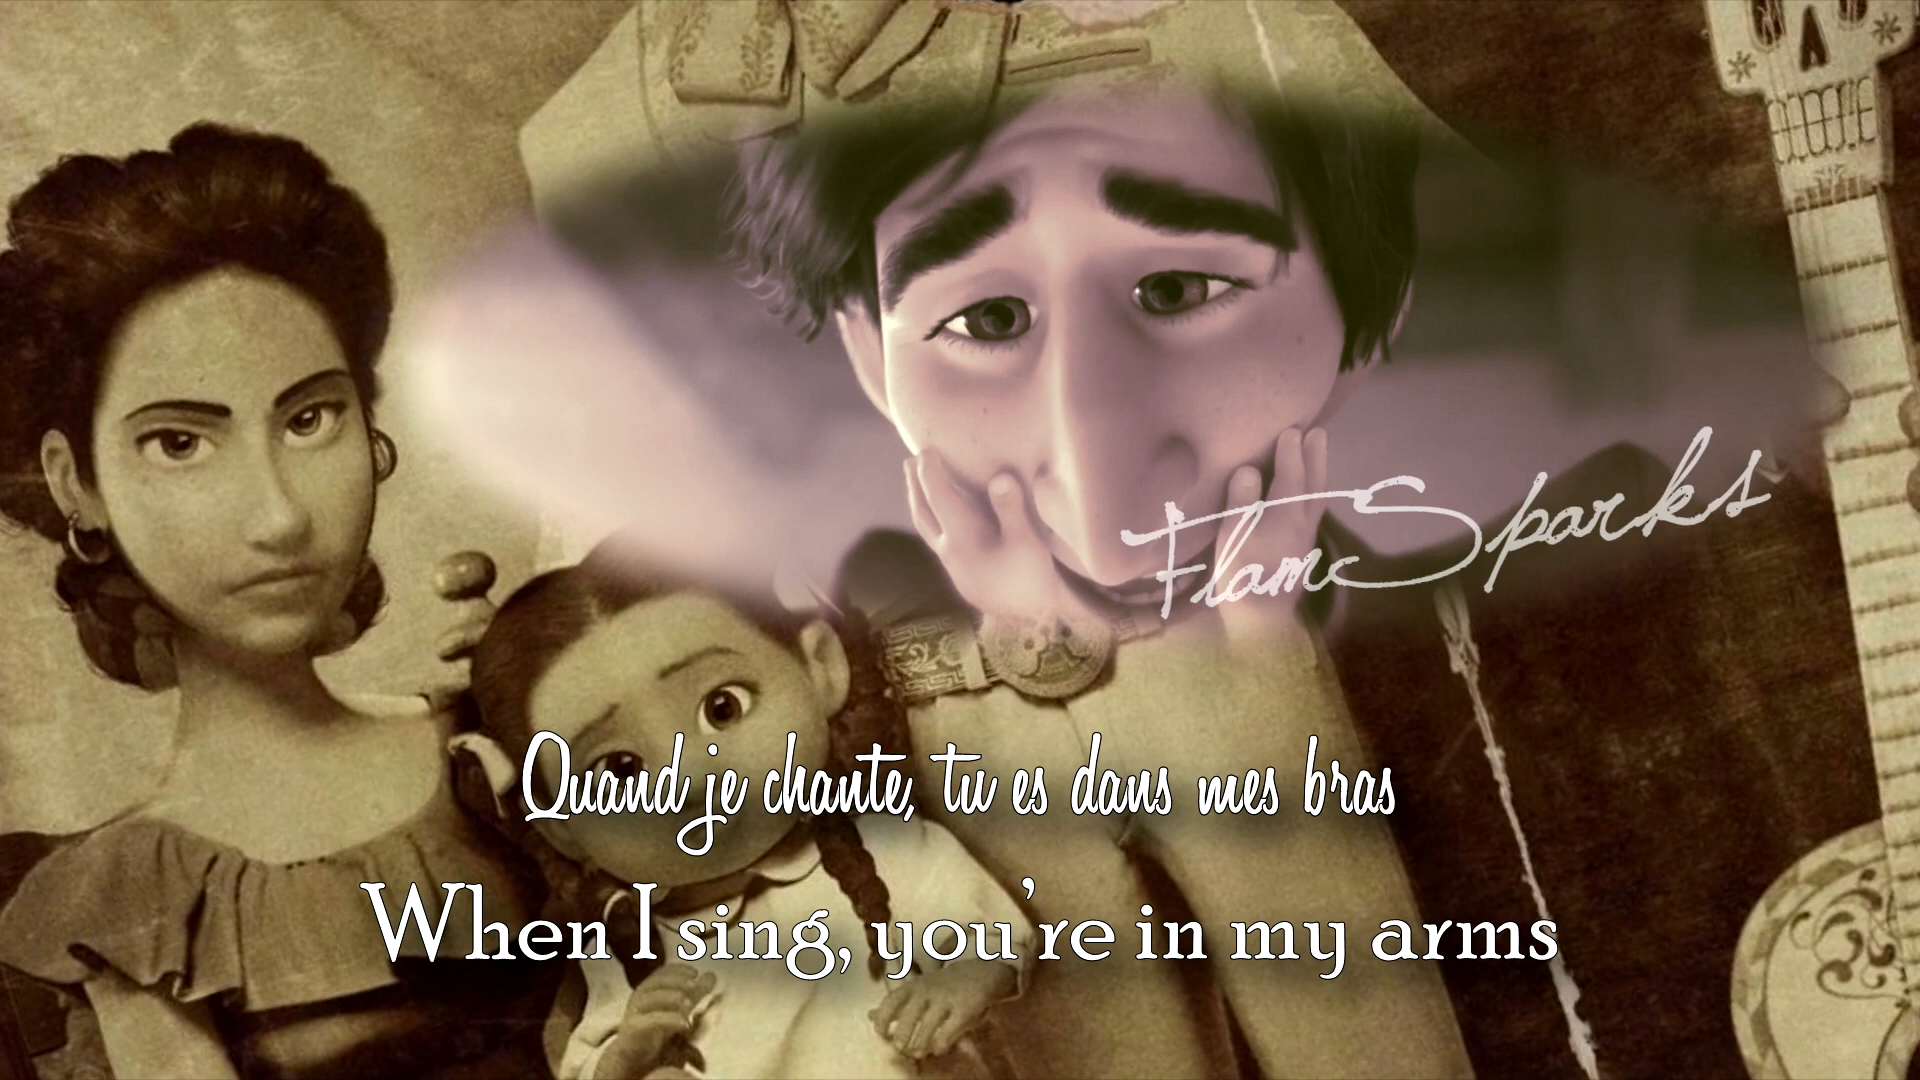 FlamSparks
Quand je chante, tu es dans mes bras
When I sing, you're in my arms